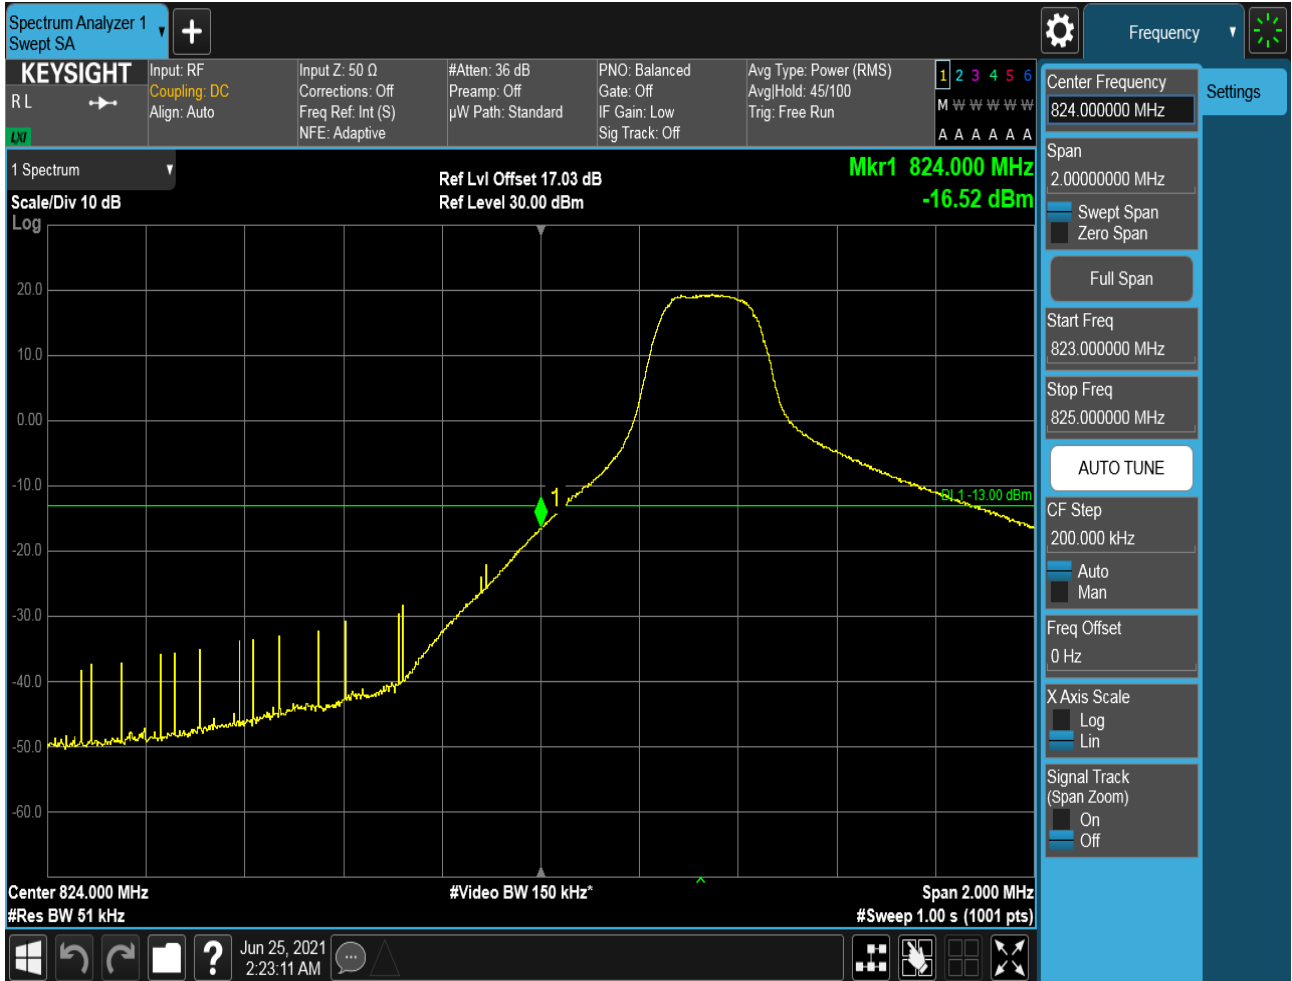 Spectrum Analyzer 1
Swept SA
Frequency
KEYSIGHT
R L
LXI
Input: RF
Coupling: DC
Align: Auto
Input Z: 50 Ω
Corrections: Off
Freq Ref: Int (S)
NFE: Adaptive
#Atten: 36 dB
Preamp: Off
µW Path: Standard
PNO: Balanced
Gate: Off
IF Gain: Low
Sig Track: Off
Avg Type: Power (RMS)
Avg|Hold: 45/100
Trig: Free Run
1 2 3 4 5 6
M W W W W W
A A A A A A
1 Spectrum
Scale/Div 10 dB
Log
Ref Lvl Offset 17.03 dB
Ref Level 30.00 dBm
Mkr1 824.000 MHz
-16.52 dBm
20.0
10.0
0.00
-10.0
-20.0
-30.0
-40.0
-50.0
-60.0
1
DL1 -13.00 dBm
Center 824.000 MHz
#Res BW 51 kHz
#Video BW 150 kHz*
Span 2.000 MHz
#Sweep 1.00 s (1001 pts)
Jun 25, 2021
2:23:11 AM
Center Frequency
824.000000 MHz
Settings
Span
2.00000000 MHz
Swept Span
Zero Span
Full Span
Start Freq
823.000000 MHz
Stop Freq
825.000000 MHz
AUTO TUNE
CF Step
200.000 kHz
Auto
Man
Freq Offset
0 Hz
X Axis Scale
Log
Lin
Signal Track
(Span Zoom)
On
Off